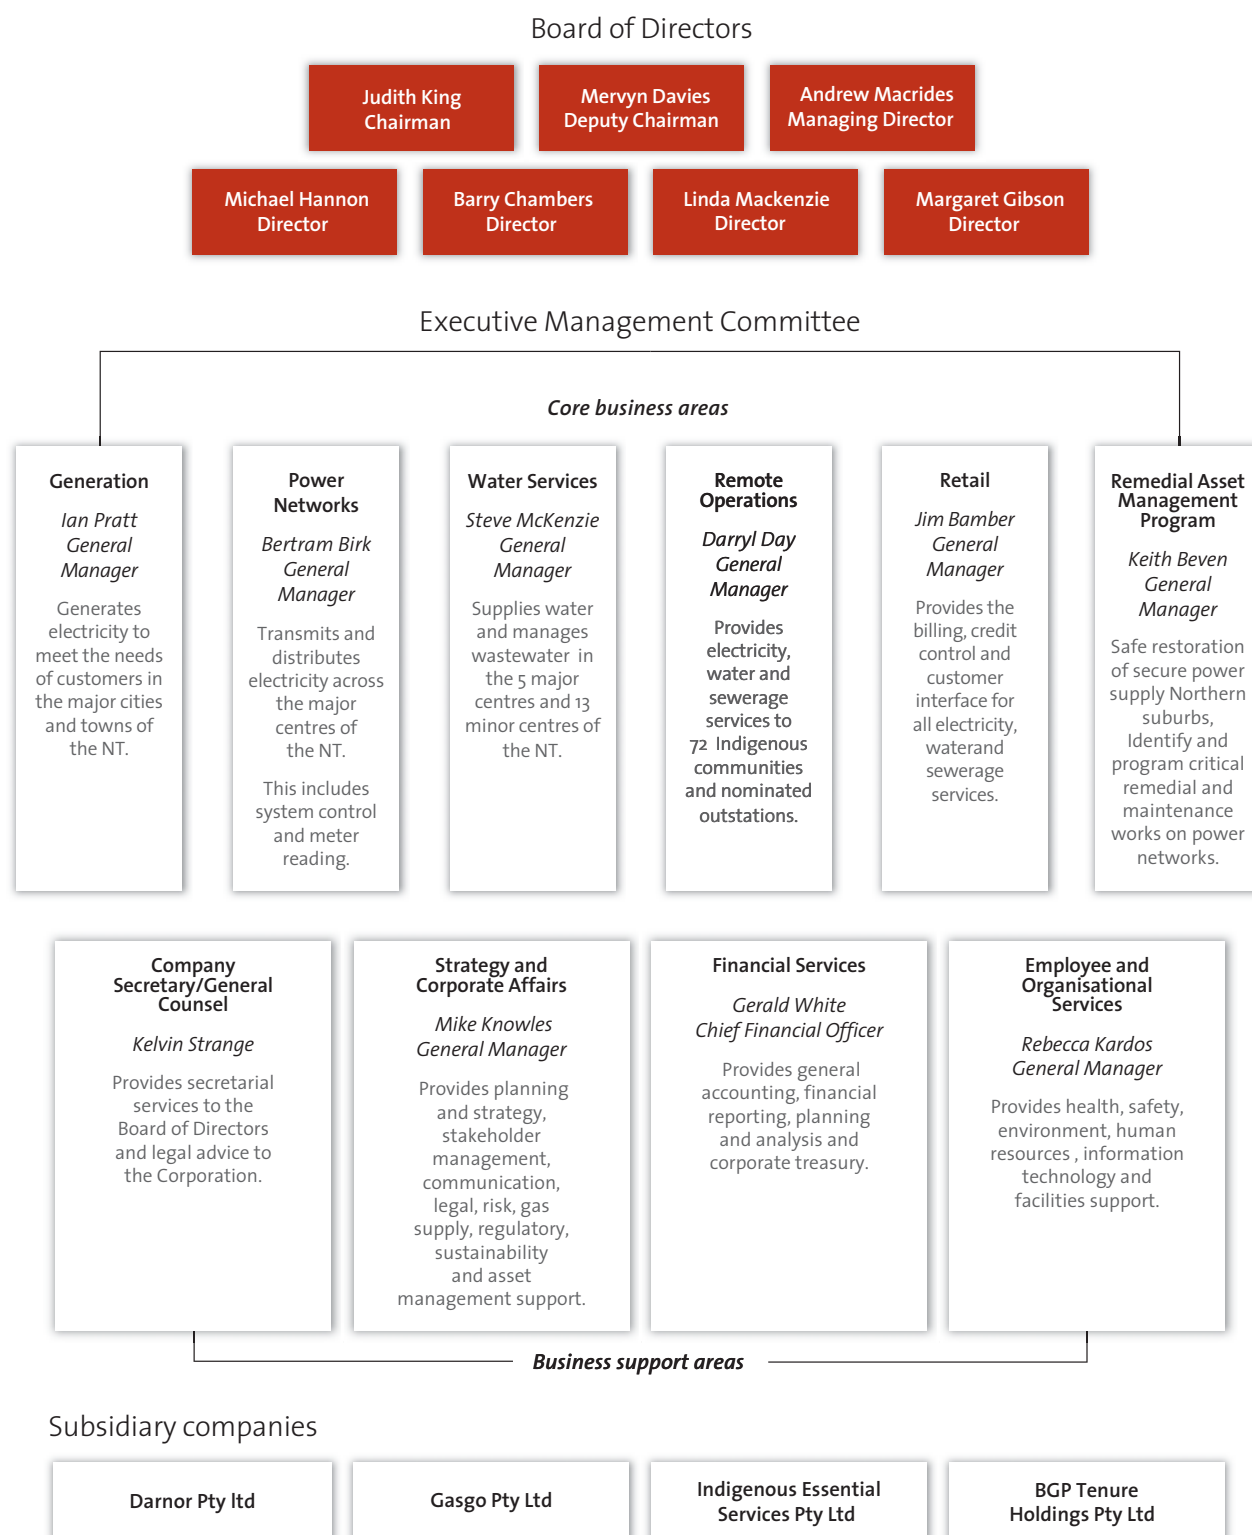 Board of Directors
Judith King
Chairman
Mervyn Davies
Deputy Chairman
Andrew Macrides
Managing Director
Michael Hannon
Director
Barry Chambers
Director
Linda Mackenzie
Director
Margaret Gibson
Director
Executive Management Committee
Core business areas
Generation
Ian Pratt
General
Manager
Generates
electricity to
meet the needs
of customers in
the major cities
and towns of
the NT.
Power
Networks
Bertram Birk
General
Manager
Transmits and
distributes
electricity across
the major
centres of
the NT.
This includes
system control
and meter
reading.
Water Services
Steve McKenzie
General
Manager
Supplies water
and manages
wastewater in
the 5 major
centres and 13
minor centres of
the NT.
Remote
Operations
Darryl Day
General
Manager
Provides
electricity,
water and
sewerage
services to
72 Indigenous
communities
and nominated
outstations.
Retail
Jim Bamber
General
Manager
Provides the
billing, credit
control and
customer
interface for
all electricity,
waterand
sewerage
services.
Remedial Asset
Management
Program
Keith Beven
General
Manager
Safe restoration
of secure power
supply Northern
suburbs,
Identify and
program critical
remedial and
maintenance
works on power
networks.
Company
Secretary/General
Counsel
Kelvin Strange
Provides secretarial
services to the
Board of Directors
and legal advice to
the Corporation.
Strategy and
Corporate Affairs
Mike Knowles
General Manager
Provides planning
and strategy,
stakeholder
management,
communication,
legal, risk, gas
supply, regulatory,
sustainability
and asset
management support.
Financial Services
Gerald White
Chief Financial Officer
Provides general
accounting, financial
reporting, planning
and analysis and
corporate treasury.
Employee and
Organisational
Services
Rebecca Kardos
General Manager
Provides health, safety,
environment, human
resources , information
technology and
facilities support.
Business support areas
Subsidiary companies
Darnor Pty ltd
Gasgo Pty Ltd
Indigenous Essential
Services Pty Ltd
BGP Tenure
Holdings Pty Ltd